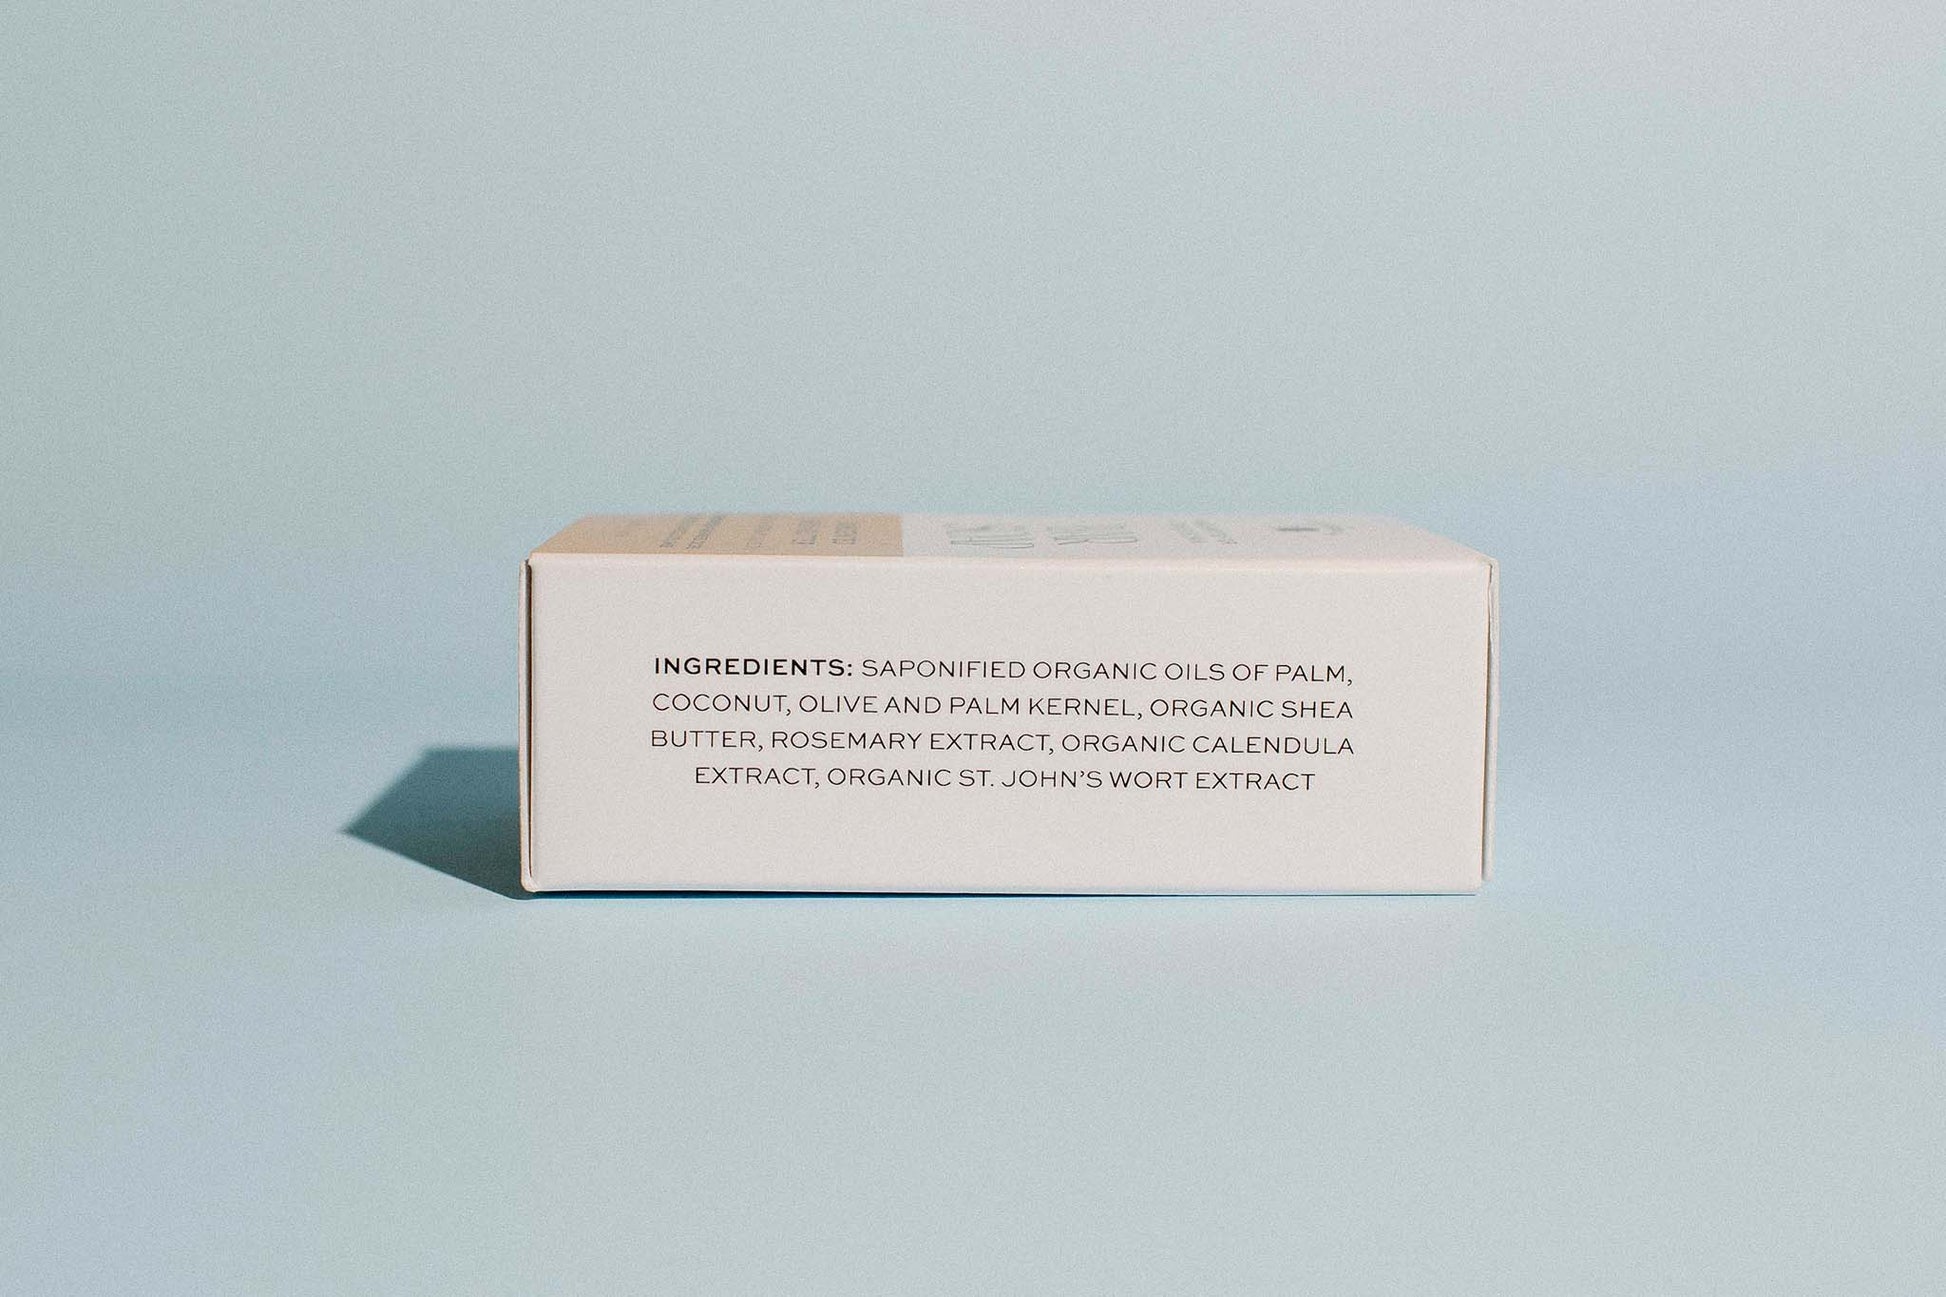 INGREDIENTS: SAPONIFIED ORGANIC OILS OF PALM,
COCONUT, OLIVE AND PALM KERNEL, ORGANIC SHEA
BUTTER, ROSEMARY EXTRACT, ORGANIC CALENDULA
EXTRACT, ORGANIC ST. JOHN’S WORT EXTRACT